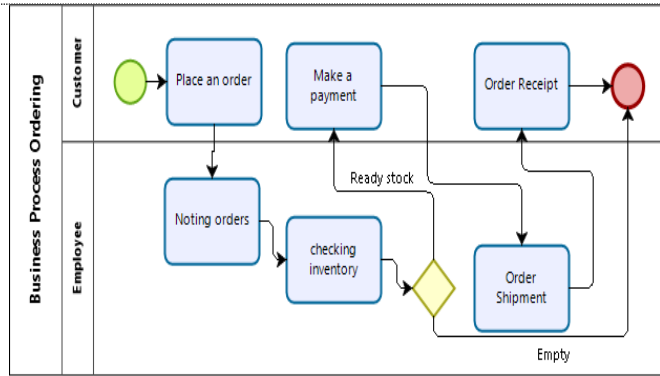 Business Process Ordering
Customer
Place an order
Make a
payment
Order Receipt
Employee
Ready stock
Noting orders
checking
inventory
Order
Shipment
Empty